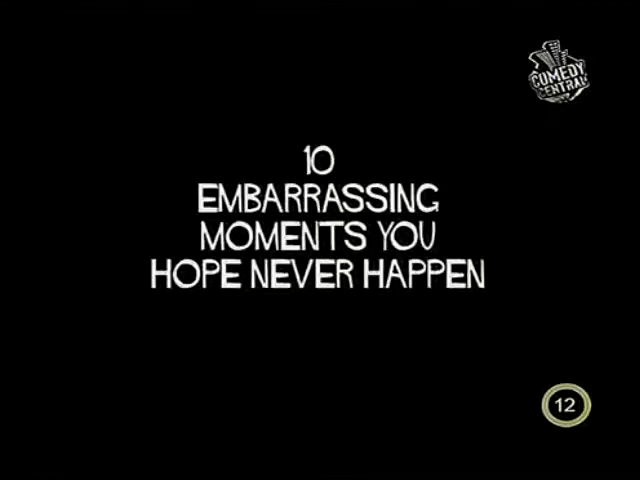 COMEDY
CENTRAL
10
EMBARRASSING
MOMENTS YOU
HOPE NEVER HAPPEN
12